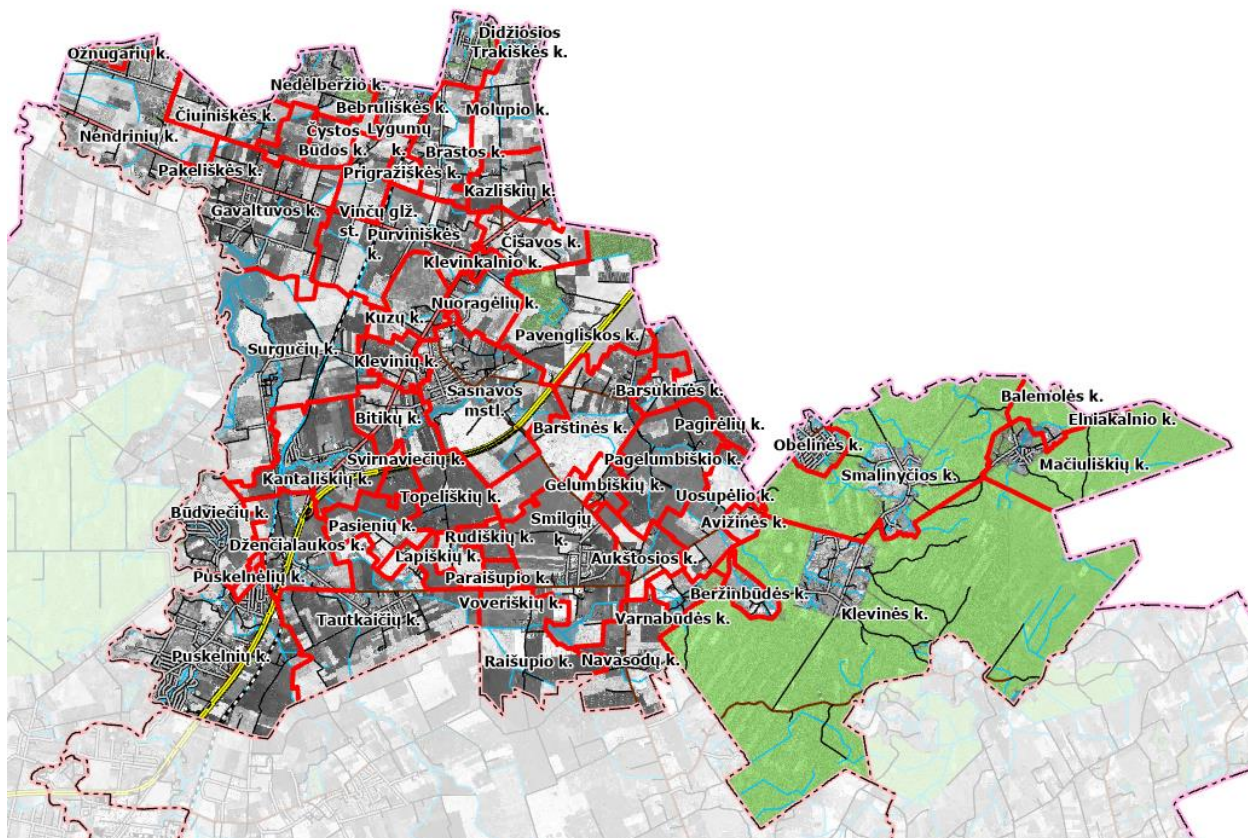 Didžiosios
Trakiškės k.
Ožnugarių k.
Nedėlberžio k.
Bebruliškės k.
Molupio k.
Čiuiniškės k.
Čystos
Būdos k.
Lygumų
k.
Nendrinių k.
Brastos k.
Pakeliškės k.
Prigražiškės k.
Kazliškių k.
Gavaltuvos k.
Vinčų glž.
st.
Purviniškės
k.
Čišavos k.
Klevinkalnio k.
Nuoragėlių k.
Kuzų k.
Pavengliškos k.
Surgučių k.
Klevinių k.
Sasnavos
mstl.
Barsukinės k.
Balemolės k.
Elniakalnio k.
Bitikų k.
Barštinės k.
Pagirėlių k.
Obelinės k.
Mačiuliškių k.
Svirnaviečių k.
Pagelumbiškio k.
Smalinyčios k.
Kantališkių k.
Gelumbiškių k.
Topeliškių k.
Uosupėlio k.
Būdviečių k.
Pasienių k.
Smilgių
k.
Avižinės k.
Rudiškių k.
Dženčialaukos k.
Lapiškių k.
Aukštosios k.
Puskelnėlių k.
Paraišupio k.
Beržinbūdės k.
Voveriškių k.
Klevinės k.
Tautkaičių k.
Varnabūdės k.
Puskelnių k.
Raišupio k.
Navasodų k.